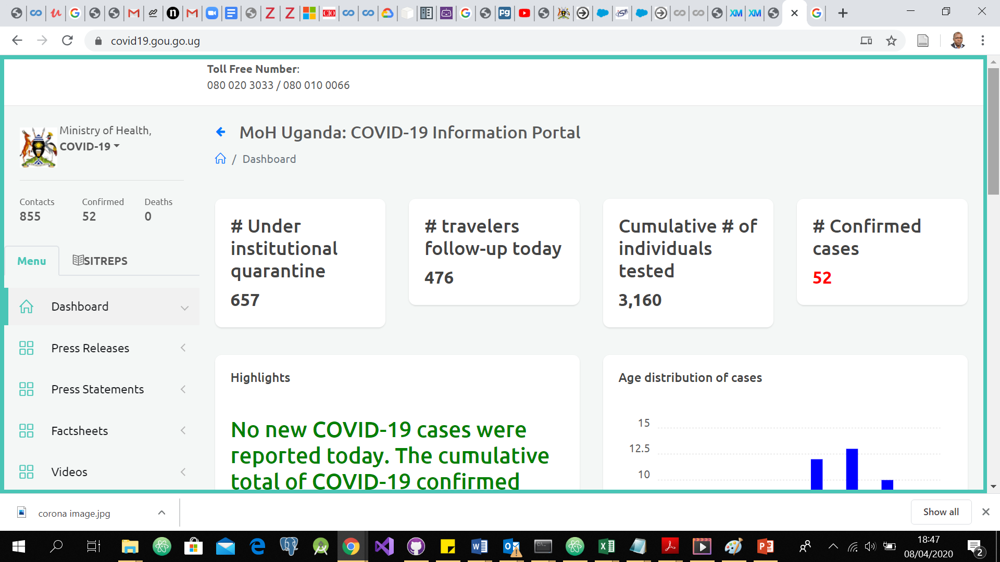 covid19.gou.go.ug
Toll Free Number:
080 020 3033 / 080 010 0066
Ministry of Health,
COVID-19
Contacts Confirmed Deaths
855 52 0
Menu SITREPS
Dashboard
Press Releases
Press Statements
Factsheets
Videos
MoH Uganda: COVID-19 Information Portal
/ Dashboard
# Under
institutional
quarantine
657
# travelers
follow-up today
476
Cumulative # of
individuals
tested
3,160
# Confirmed
cases
52
Highlights
No new COVID-19 cases were
reported today. The cumulative
total of COVID-19 confirmed
Age distribution of cases
15
12.5
10
corona image.jpg
Show all
18:47
08/04/2020
2